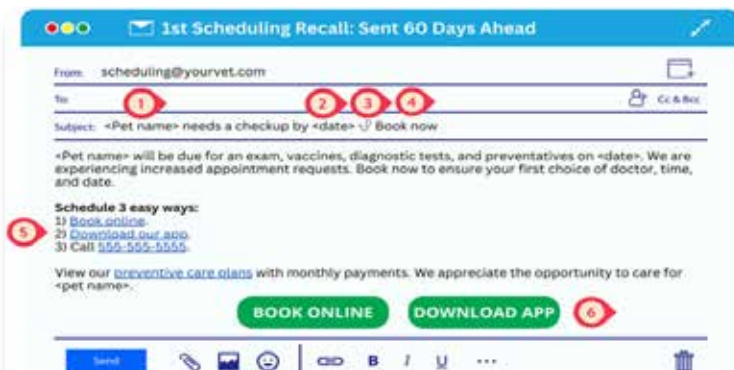 1st Scheduling Recall: Sent 60 Days Ahead
From: scheduling@yourvet.com
To: 1 2 3 4 Cc & Bcc
Subject: <Pet name> needs a checkup by <date> Book now
<Pet name> will be due for an exam, vaccines, diagnostic tests, and preventatives on <date>. We are
experiencing increased appointment requests. Book now to ensure your first choice of doctor, time,
and date.
Schedule 3 easy ways:
1) Book online.
5 2) Download our app.
3) Call 555-555-5555.
View our preventive care plans with monthly payments. We appreciate the opportunity to care for
<pet name>.
BOOK ONLINE DOWNLOAD APP 6
Send B I U ...